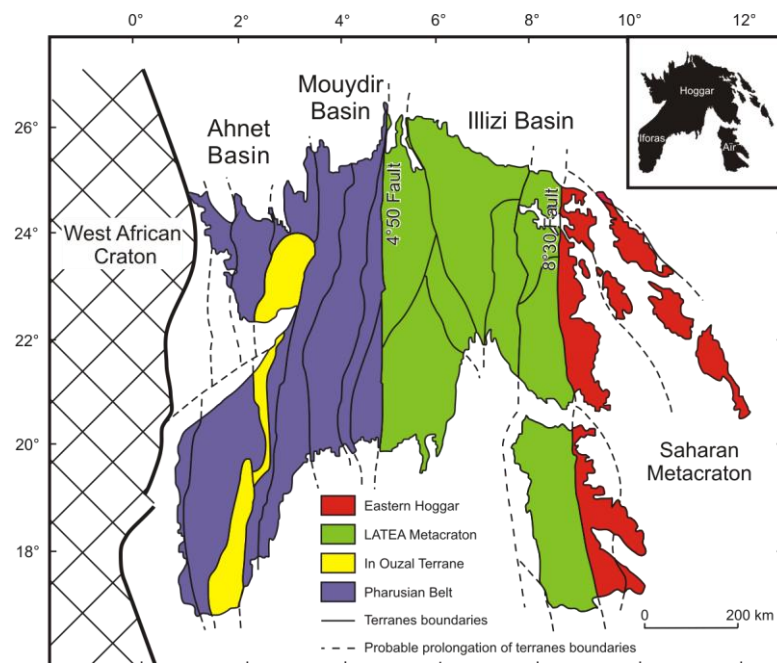 0° 2° 4° 6° 8° 10° 12°
26°
24°
22°
20°
18°
Mouydir
Basin
Ahnet
Basin
Illizi Basin
Hoggar
Iforas
Aïr
4°50 Fault
8°30 Fault
West African
Craton
Saharan
Metacraton
Eastern Hoggar
LATEA Metacraton
In Ouzal Terrane
Pharusian Belt
Terranes boundaries
Probable prolongation of terranes boundaries
0 200 km